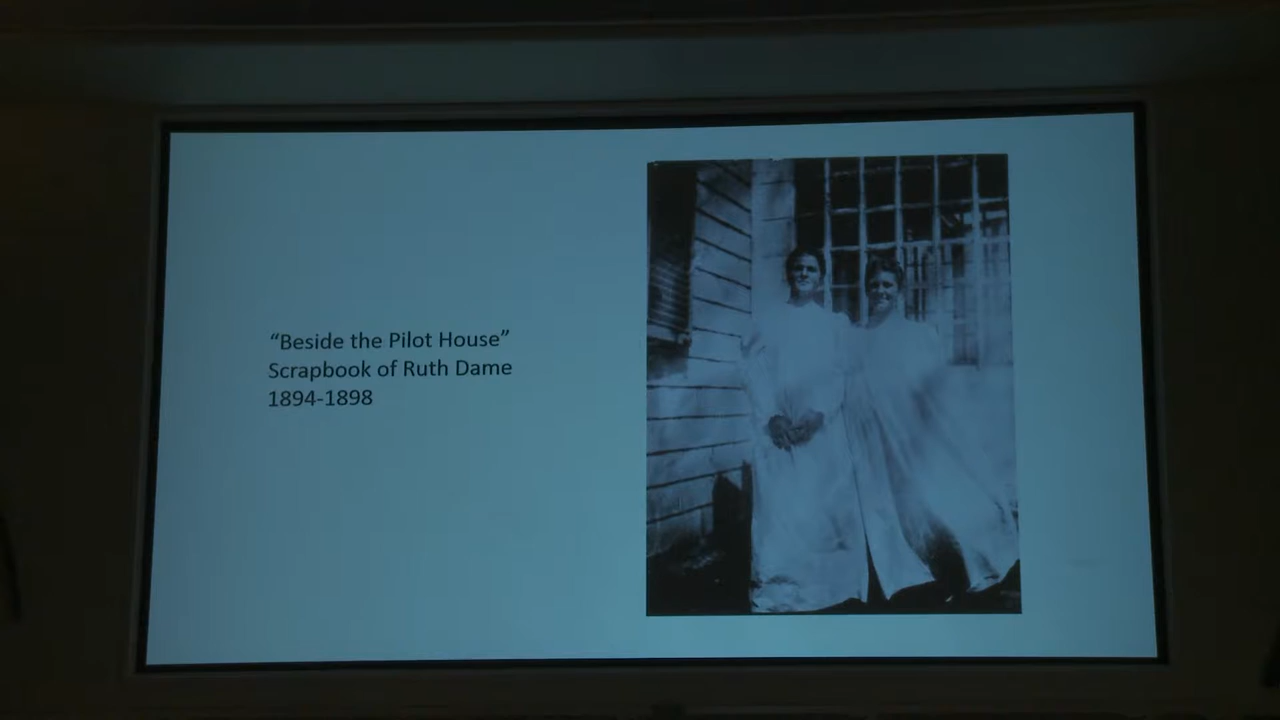 “Beside the Pilot House”
Scrapbook of Ruth Dame
1894-1898